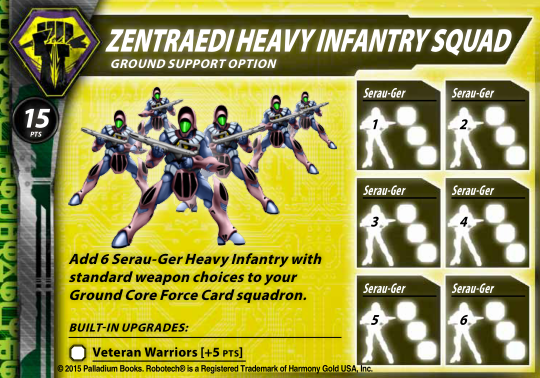 ZENTRAEDI HEAVY INFANTRY SQUAD
GROUND SUPPORT OPTION
15
PTS
Serau-Ger
1
Serau-Ger
2
Serau-Ger
3
Serau-Ger
4
Serau-Ger
5
Serau-Ger
6
Add 6 Serau-Ger Heavy Infantry with
standard weapon choices to your
Ground Core Force Card squadron.
BUILT-IN UPGRADES:
Veteran Warriors [+5 PTS]
© 2015 Palladium Books. Robotech® is a Registered Trademark of Harmony Gold USA, Inc.